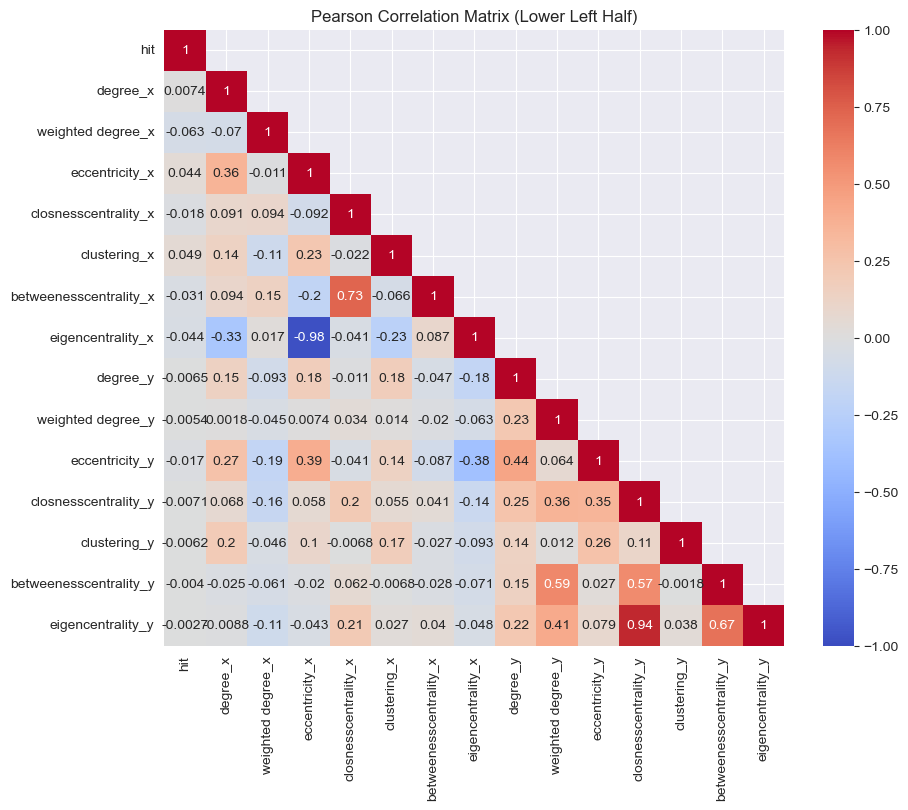 Pearson Correlation Matrix (Lower Left Half)
hit 1
degree_x 0.0074 1
weighted degree_x -0.063 -0.07 1
eccentricity_x 0.044 0.36 -0.011 1
closnesscentrality_x -0.018 0.091 0.094 -0.092 1
clustering_x 0.049 0.14 -0.11 0.23 -0.022 1
betweenesscentrality_x -0.031 0.094 0.15 -0.2 0.73 -0.066 1
eigencentrality_x -0.044 -0.33 0.017 -0.98 -0.041 -0.23 0.087 1
degree_y -0.0065 0.15 -0.093 0.18 -0.011 0.18 -0.047 -0.18 1
weighted degree_y -0.0054 0.0018 -0.045 0.0074 0.034 0.014 -0.02 -0.063 0.23 1
eccentricity_y -0.017 0.27 -0.19 0.39 -0.041 0.14 -0.087 -0.38 0.44 0.064 1
closnesscentrality_y -0.0071 0.068 -0.16 0.058 0.2 0.055 0.041 -0.14 0.25 0.36 0.35 1
clustering_y -0.0062 0.2 -0.046 0.1 -0.0068 0.17 -0.027 -0.093 0.14 0.012 0.26 0.11 1
betweenesscentrality_y -0.004 -0.025 -0.061 -0.02 0.062 -0.0068 -0.028 -0.071 0.15 0.59 0.027 0.57 -0.0018 1
eigencentrality_y -0.0027 -0.0088 -0.11 -0.043 0.21 0.027 0.04 -0.048 0.22 0.41 0.079 0.94 0.038 0.67 1
hit
degree_x
weighted degree_x
eccentricity_x
closnesscentrality_x
clustering_x
betweenesscentrality_x
eigencentrality_x
degree_y
weighted degree_y
eccentricity_y
closnesscentrality_y
clustering_y
betweenesscentrality_y
eigencentrality_y
1.00
0.75
0.50
0.25
0.00
−0.25
−0.50
−0.75
−1.00